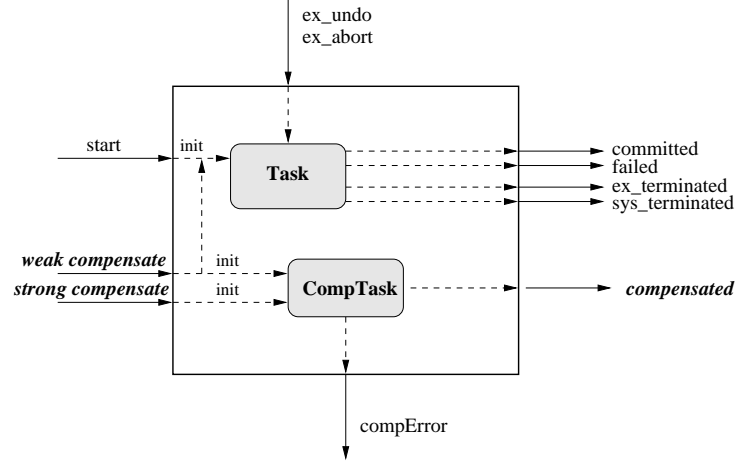 ex_undo
ex_abort
start
init
Task
committed
failed
ex_terminated
sys_terminated
weak compensate
init
strong compensate
init
CompTask
compensated
compError